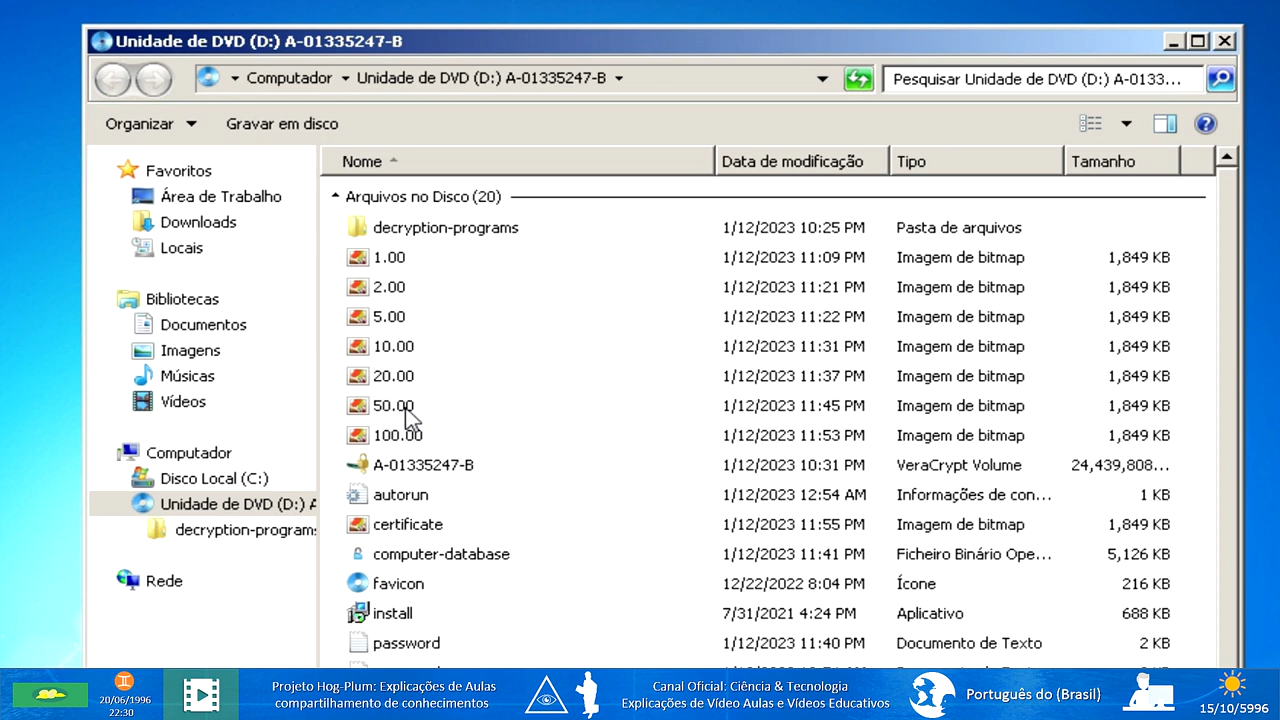 Unidade de DVD (D:) A-01335247-B
Computador Unidade de DVD (D:) A-01335247-B
Pesquisar Unidade de DVD (D:) A-0133...
Organizar Gravar em disco
Nome Data de modificação Tipo Tamanho
Favoritos
Área de Trabalho
Downloads
Locais
Bibliotecas
Documentos
Imagens
Músicas
Vídeos
Computador
Disco Local (C:)
Unidade de DVD (D:) A
decryption-programs
Rede
Arquivos no Disco (20)
decryption-programs 1/12/2023 10:25 PM Pasta de arquivos
1.00 1/12/2023 11:09 PM Imagem de bitmap 1,849 KB
2.00 1/12/2023 11:21 PM Imagem de bitmap 1,849 KB
5.00 1/12/2023 11:22 PM Imagem de bitmap 1,849 KB
10.00 1/12/2023 11:31 PM Imagem de bitmap 1,849 KB
20.00 1/12/2023 11:37 PM Imagem de bitmap 1,849 KB
50.00 1/12/2023 11:45 PM Imagem de bitmap 1,849 KB
100.00 1/12/2023 11:53 PM Imagem de bitmap 1,849 KB
A-01335247-B 1/12/2023 10:31 PM VeraCrypt Volume 24,439,808...
autorun 1/12/2023 12:54 AM Informações de con... 1 KB
certificate 1/12/2023 11:55 PM Imagem de bitmap 1,849 KB
computer-database 1/12/2023 11:41 PM Ficheiro Binário Ope... 5,126 KB
favicon 12/22/2022 8:04 PM Ícone 216 KB
install 7/31/2021 4:24 PM Aplicativo 688 KB
password 1/12/2023 11:40 PM Documento de Texto 2 KB
20/06/1996
22:30
Projeto Hog-Plum: Explicações de Aulas
compartilhamento de conhecimentos
Canal Oficial: Ciência & Tecnologia
Explicações de Vídeo Aulas e Vídeos Educativos
Português do (Brasil)
15/10/5996